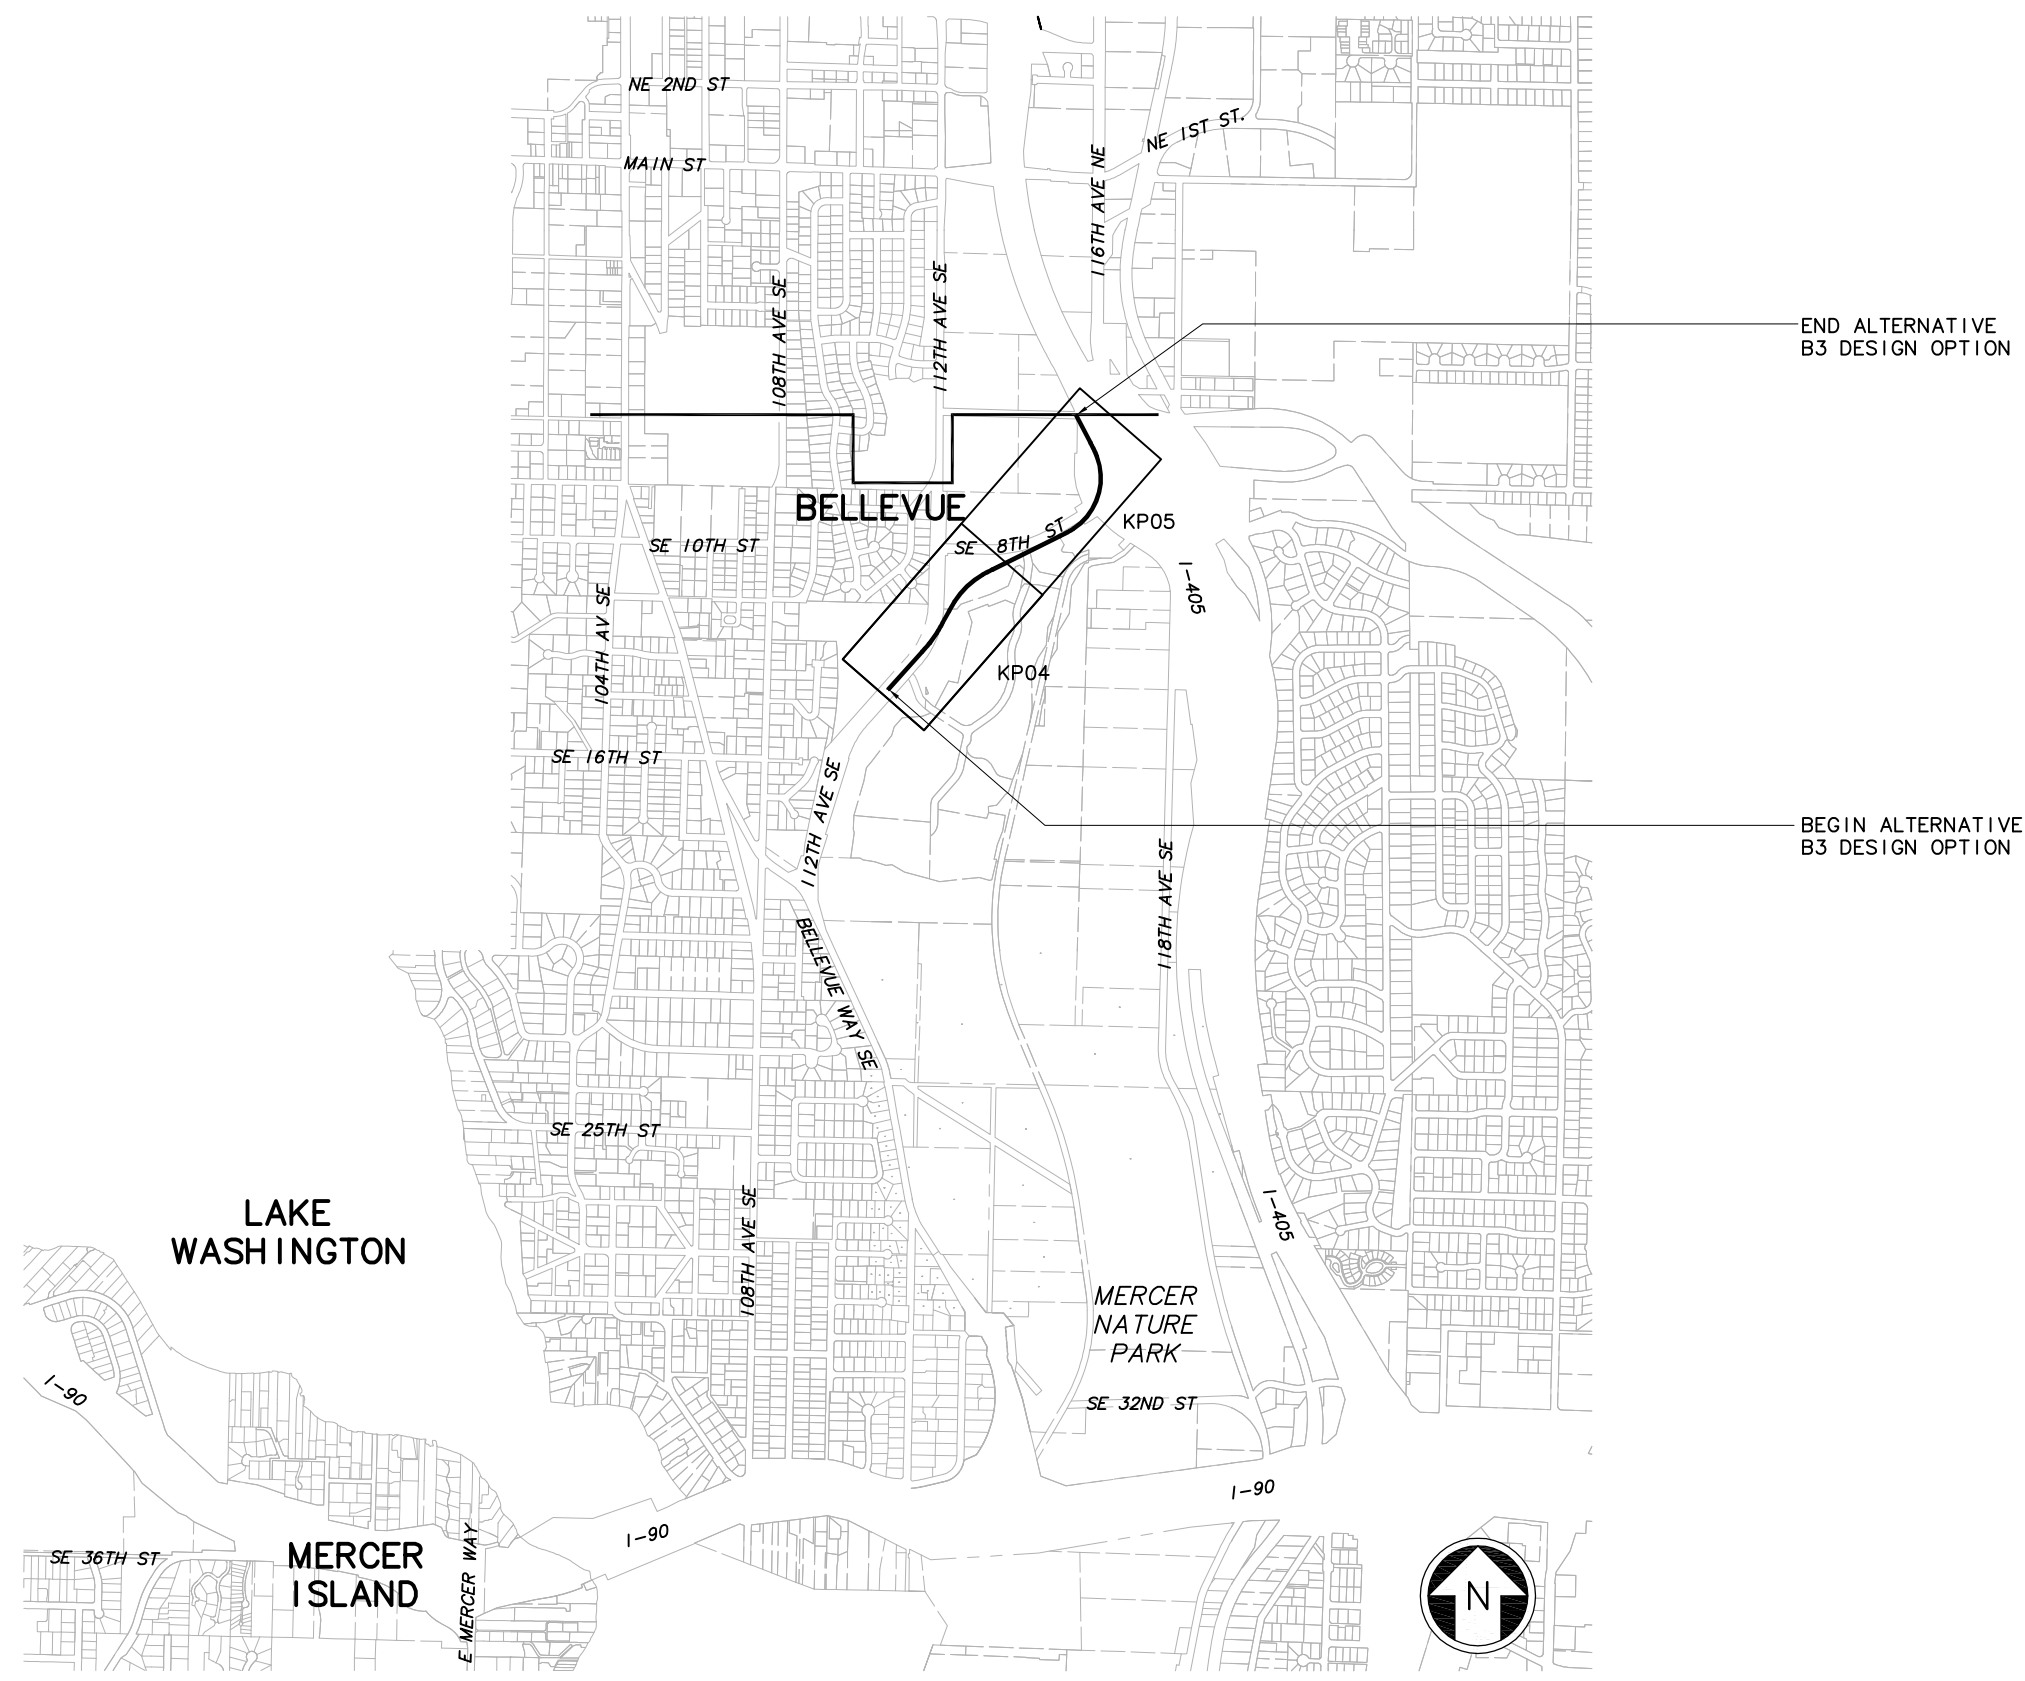 NE 2ND ST
MAIN ST
NE 1ST ST.
116TH AVE NE
108TH AVE SE
112TH AVE SE
END ALTERNATIVE
B3 DESIGN OPTION
BELLEVUE
KP05
SE 8TH ST
SE 10TH ST
I-405
104TH AV SE
KP04
SE 16TH ST
112TH AVE SE
BEGIN ALTERNATIVE
B3 DESIGN OPTION
118TH AVE SE
BELLEVUE WAY SE
SE 25TH ST
LAKE
WASHINGTON
108TH AVE SE
I-405
MERCER
NATURE
PARK
I-90
SE 32ND ST
I-90
I-90
SE 36TH ST
MERCER
ISLAND
E MERCER WAY
N